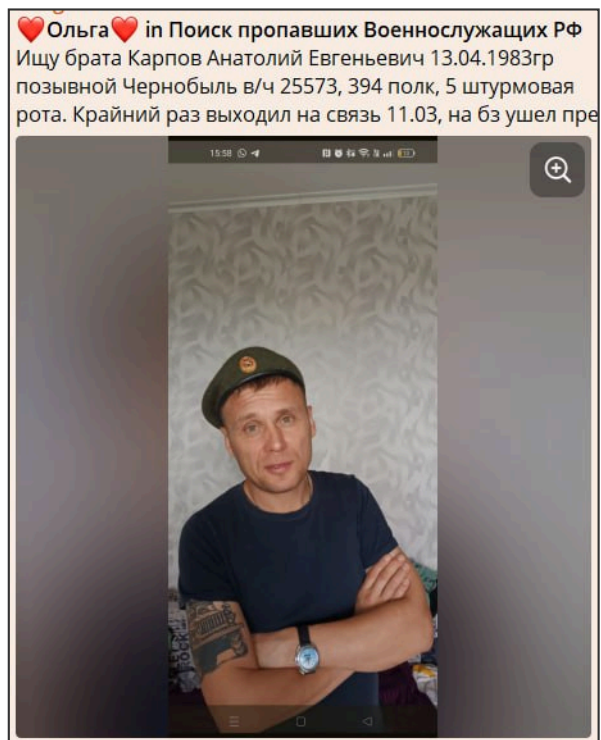 ❤️Ольга❤️ in Поиск пропавших Военнослужащих РФ
Ищу брата Карпов Анатолий Евгеньевич 13.04.1983гр
позывной Чернобыль в/ч 25573, 394 полк, 5 штурмовая
рота. Крайний раз выходил на связь 11.03, на бз ушел пре
15:58